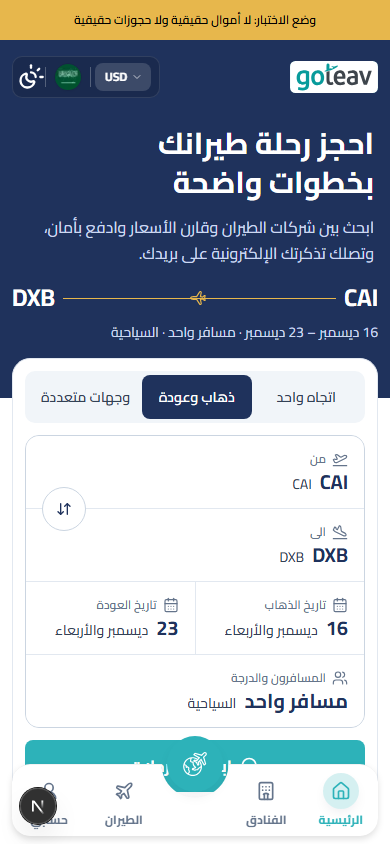 وضع الاختبار: لا أموال حقيقية ولا حجوزات حقيقية
goteav
USD
احجز رحلة طيرانك
بخطوات واضحة
ابحث بين شركات الطيران وقارن الأسعار وادفع بأمان،
وتصلك تذكرتك الإلكترونية على بريدك.
CAI DXB
16 ديسمبر – 23 ديسمبر · مسافر واحد · السياحية
اتجاه واحد ذهاب وعودة وجهات متعددة
من
CAI CAI
الى
DXB DXB
تاريخ الذهاب تاريخ العودة
16 ديسمبر والأربعاء 23 ديسمبر والأربعاء
المسافرون والدرجة
مسافر واحد السياحية
الرئيسية الفنادق الطيران
N